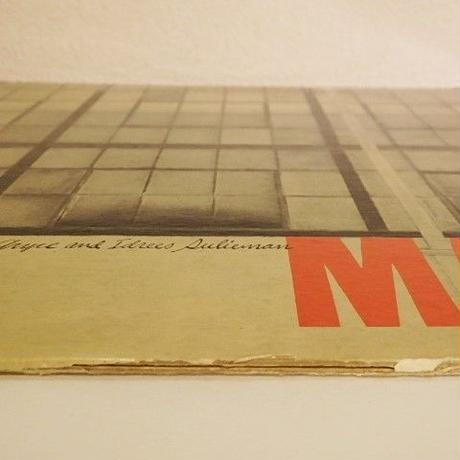 and Idrees Sulieman
M